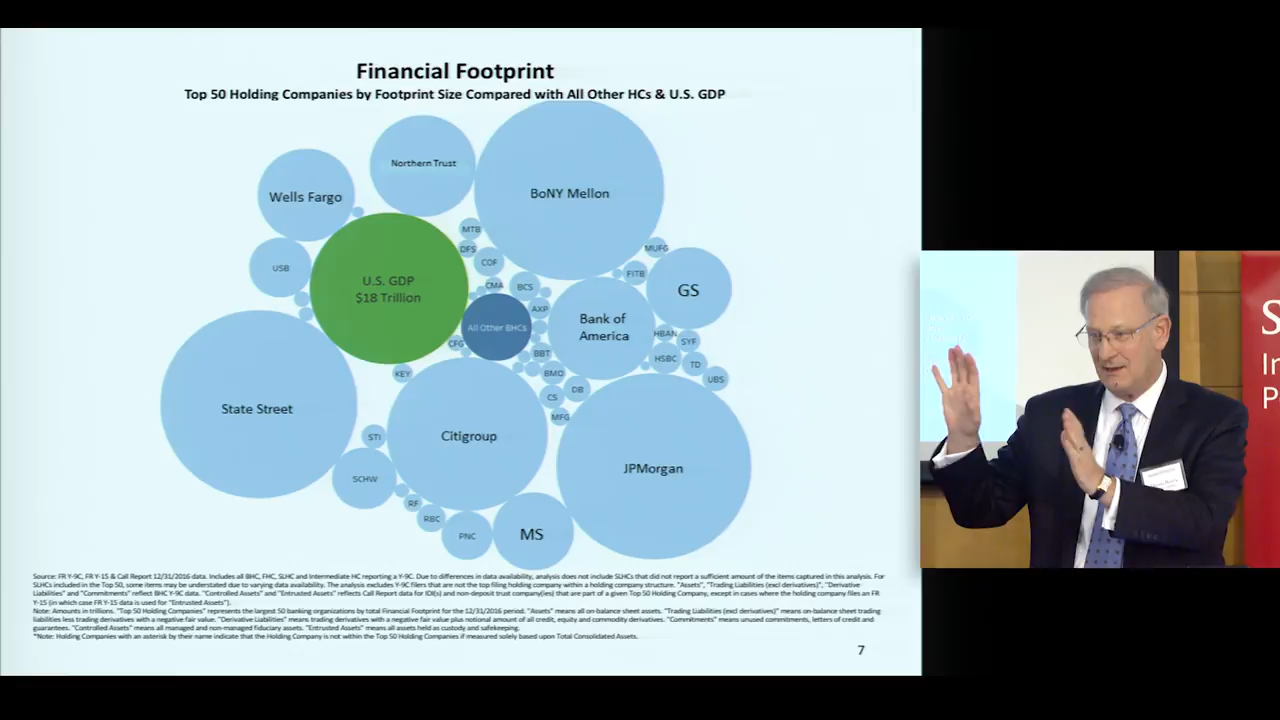 Financial Footprint
Top 50 Holding Companies by Footprint Size Compared with All Other HCs & U.S. GDP
Northern Trust
BoNY Mellon
Wells Fargo
MTB
DFS
MUFG
COF
USB
FITB
U.S. GDP
$18 Trillion
CMA
BCS
GS
AXP
Bank of
America
All Other BHCs
HBAN
SYF
CFG
BBT
HSBC
TD
KEY
BMO
UBS
DB
CS
State Street
MFG
STI
Citigroup
JPMorgan
SCHW
RF
RBC
PNC
MS
Source: FR Y-9C, FR Y-15 & Call Report 12/31/2016 data. Includes all BHC, FHC, SLHC and Intermediate HC reporting a Y-9C. Due to differences in data availability, analysis does not include SLHCs that did not report a sufficient amount of the items captured in this analysis. For
SLHCs included in the Top 50, some items may be understated due to varying data availability. The analysis excludes Y-9C filers that are not the top filing holding company within a holding company structure. "Assets", "Trading Liabilities (excl derivatives)", "Derivative
Liabilities" and "Commitments" reflect BHC Y-9C data. "Controlled Assets" and "Entrusted Assets" reflects Call Report data for IDI(s) and non-deposit trust company(ies) that are part of a given Top 50 Holding Company, except in cases where the holding company files an FR
Y-15 (in which case FR Y-15 data is used for "Entrusted Assets").
Note: Amounts in trillions. "Top 50 Holding Companies" represents the largest 50 banking organizations by total Financial Footprint for the 12/31/2016 period. "Assets" means all on-balance sheet assets. "Trading Liabilities (excl derivatives)" means on-balance sheet trading
liabilities less trading derivatives with a negative fair value. "Derivative Liabilities" means trading derivatives with a negative fair value plus notional amount of all credit, equity and commodity derivatives. "Commitments" means unused commitments, letters of credit and
guarantees. "Controlled Assets" means all managed and non-managed fiduciary assets. "Entrusted Assets" means all assets held as custody and safekeeping.
*Note: Holding Companies with an asterisk by their name indicate that the Holding Company is not within the Top 50 Holding Companies if measured solely based upon Total Consolidated Assets.
7
S
In
P